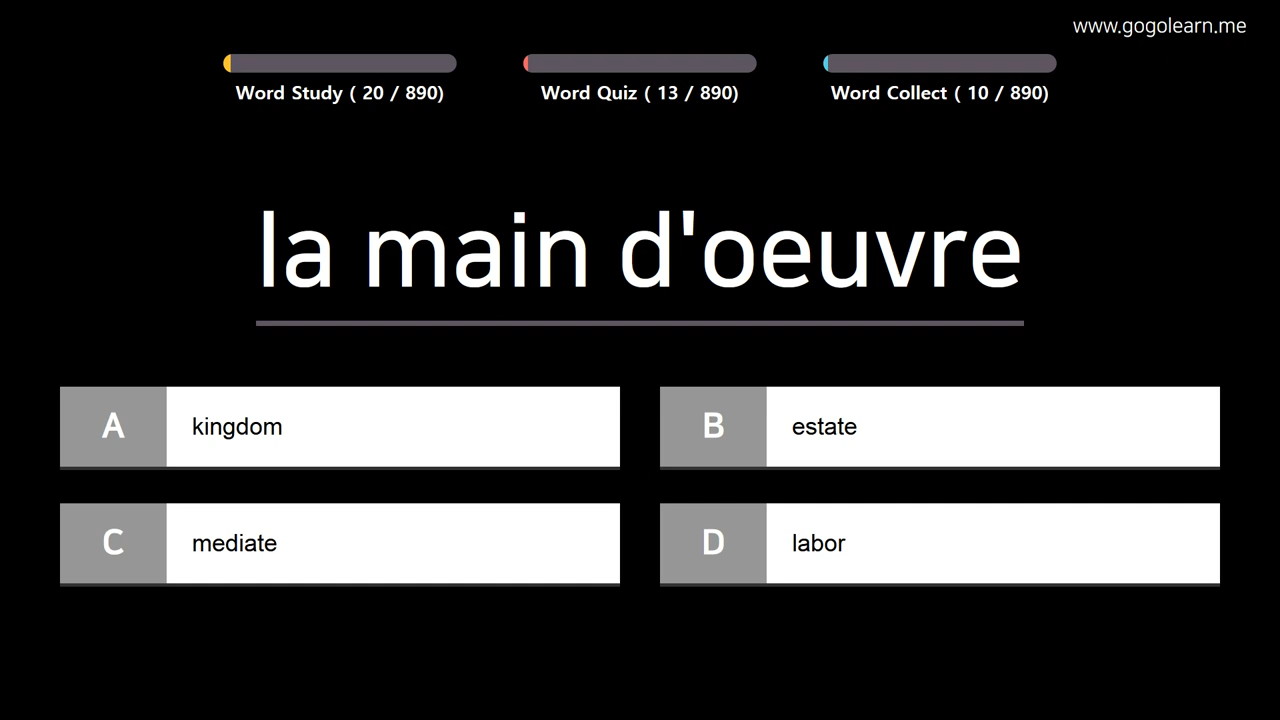 www.gogolearn.me
Word Study ( 20 / 890)
Word Quiz ( 13 / 890)
Word Collect ( 10 / 890)
la main d'oeuvre
A kingdom
B estate
C mediate
D labor